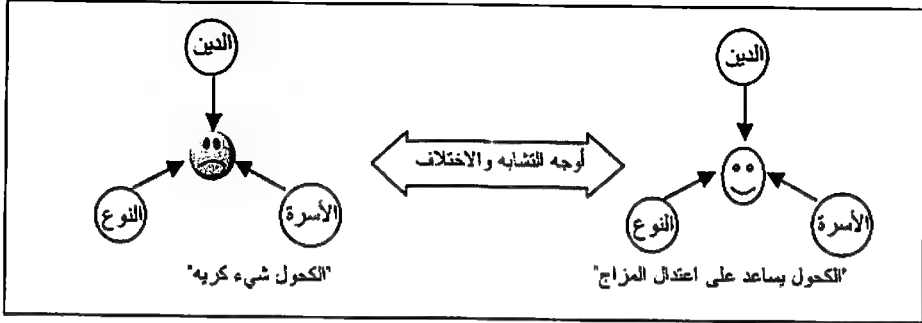 الدين
الدين
أوجه التشابه والاختلاف
الأسرة
النوع
الأسرة
النوع
"الكحول يساعد على اعتدال المزاج"
"الكحول شيء كريه"